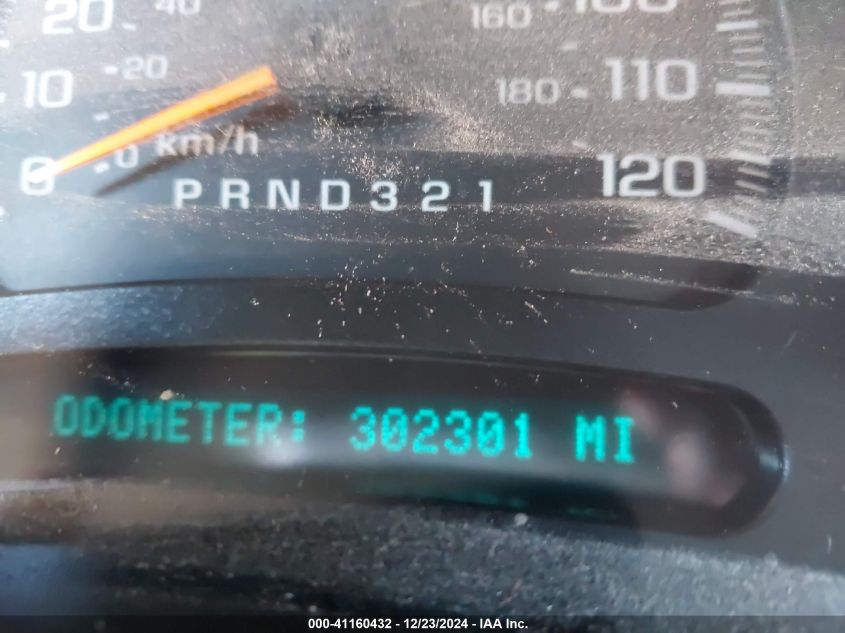 20 40 160 100
10 20 180 110
0 0 km/h 120
PRND321
ODOMETER: 302301 MI
000-41160432 - 12/23/2024 - IAA Inc.